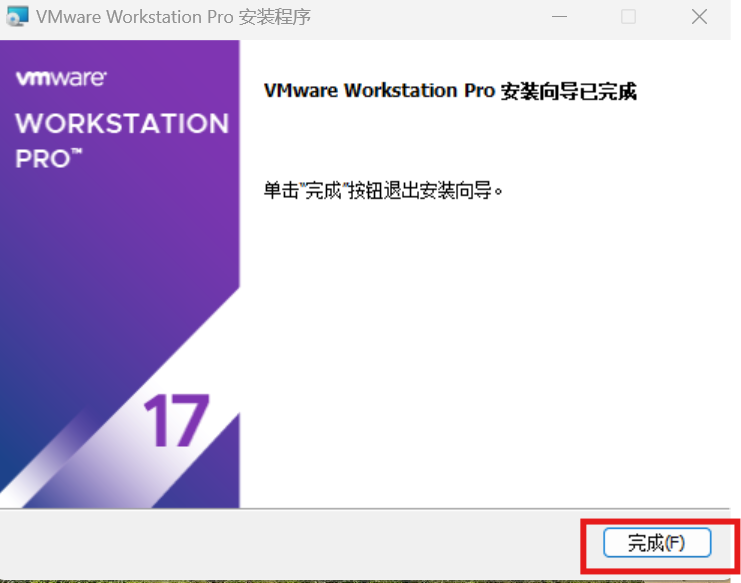 VMware Workstation Pro 安装程序
vmware®
WORKSTATION
PRO™
VMware Workstation Pro 安装向导已完成
单击"完成"按钮退出安装向导。
17
完成(F)